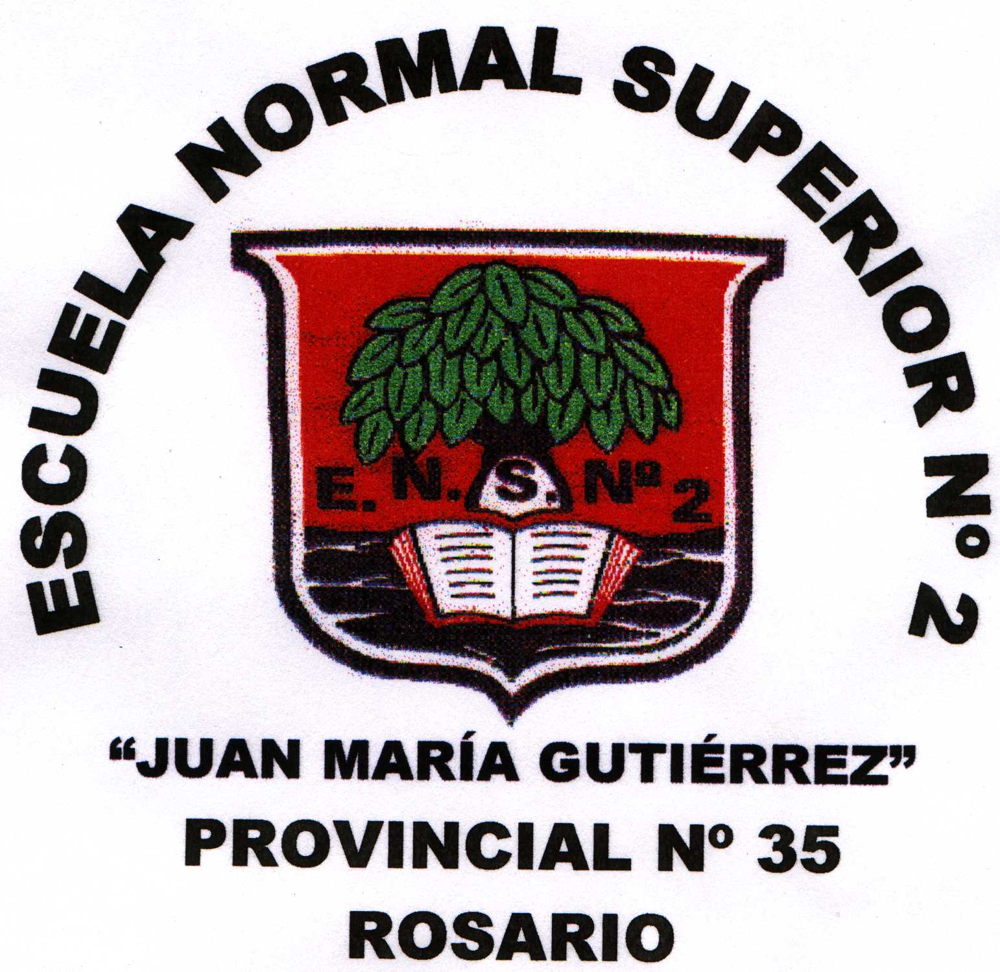 ESCUELA NORMAL SUPERIOR Nº 2
E. N. S. Nº 2
“JUAN MARÍA GUTIÉRREZ”
PROVINCIAL Nº 35
ROSARIO